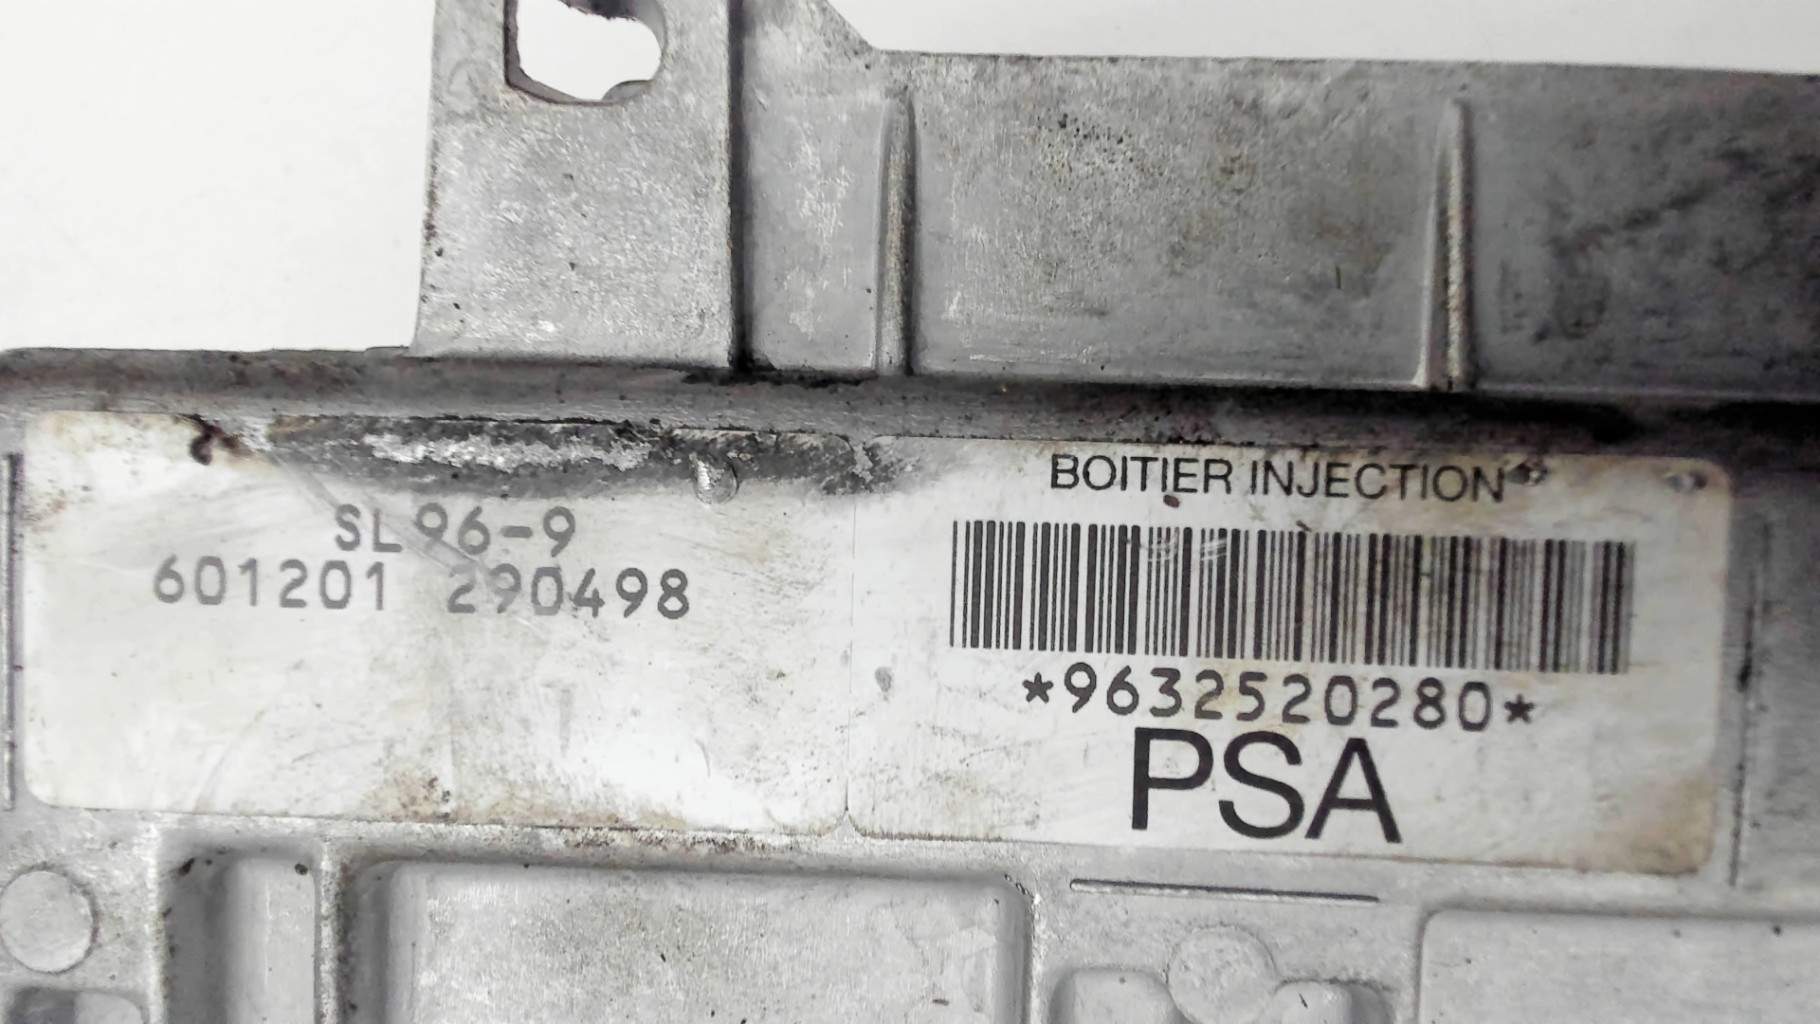 SL96-9
601201 290498
BOITIER INJECTION
*9632520280*
PSA